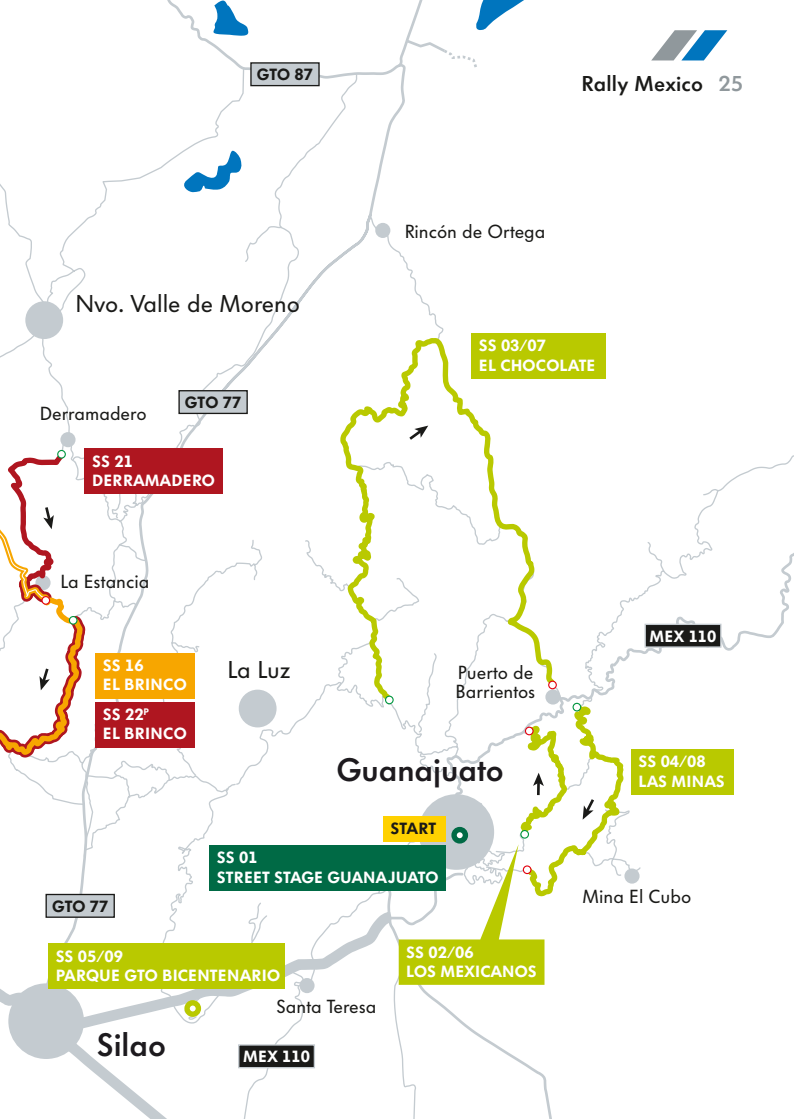 GTO 87
Rally Mexico 25
Rincón de Ortega
Nvo. Valle de Moreno
SS 03/07
EL CHOCOLATE
GTO 77
Derramadero
SS 21
DERRAMADERO
La Estancia
MEX 110
SS 16
EL BRINCO
La Luz
Puerto de
Barrientos
SS 22ᴾ
EL BRINCO
Guanajuato
SS 04/08
LAS MINAS
START
SS 01
STREET STAGE GUANAJUATO
Mina El Cubo
GTO 77
SS 05/09
PARQUE GTO BICENTENARIO
SS 02/06
LOS MEXICANOS
Santa Teresa
Silao
MEX 110